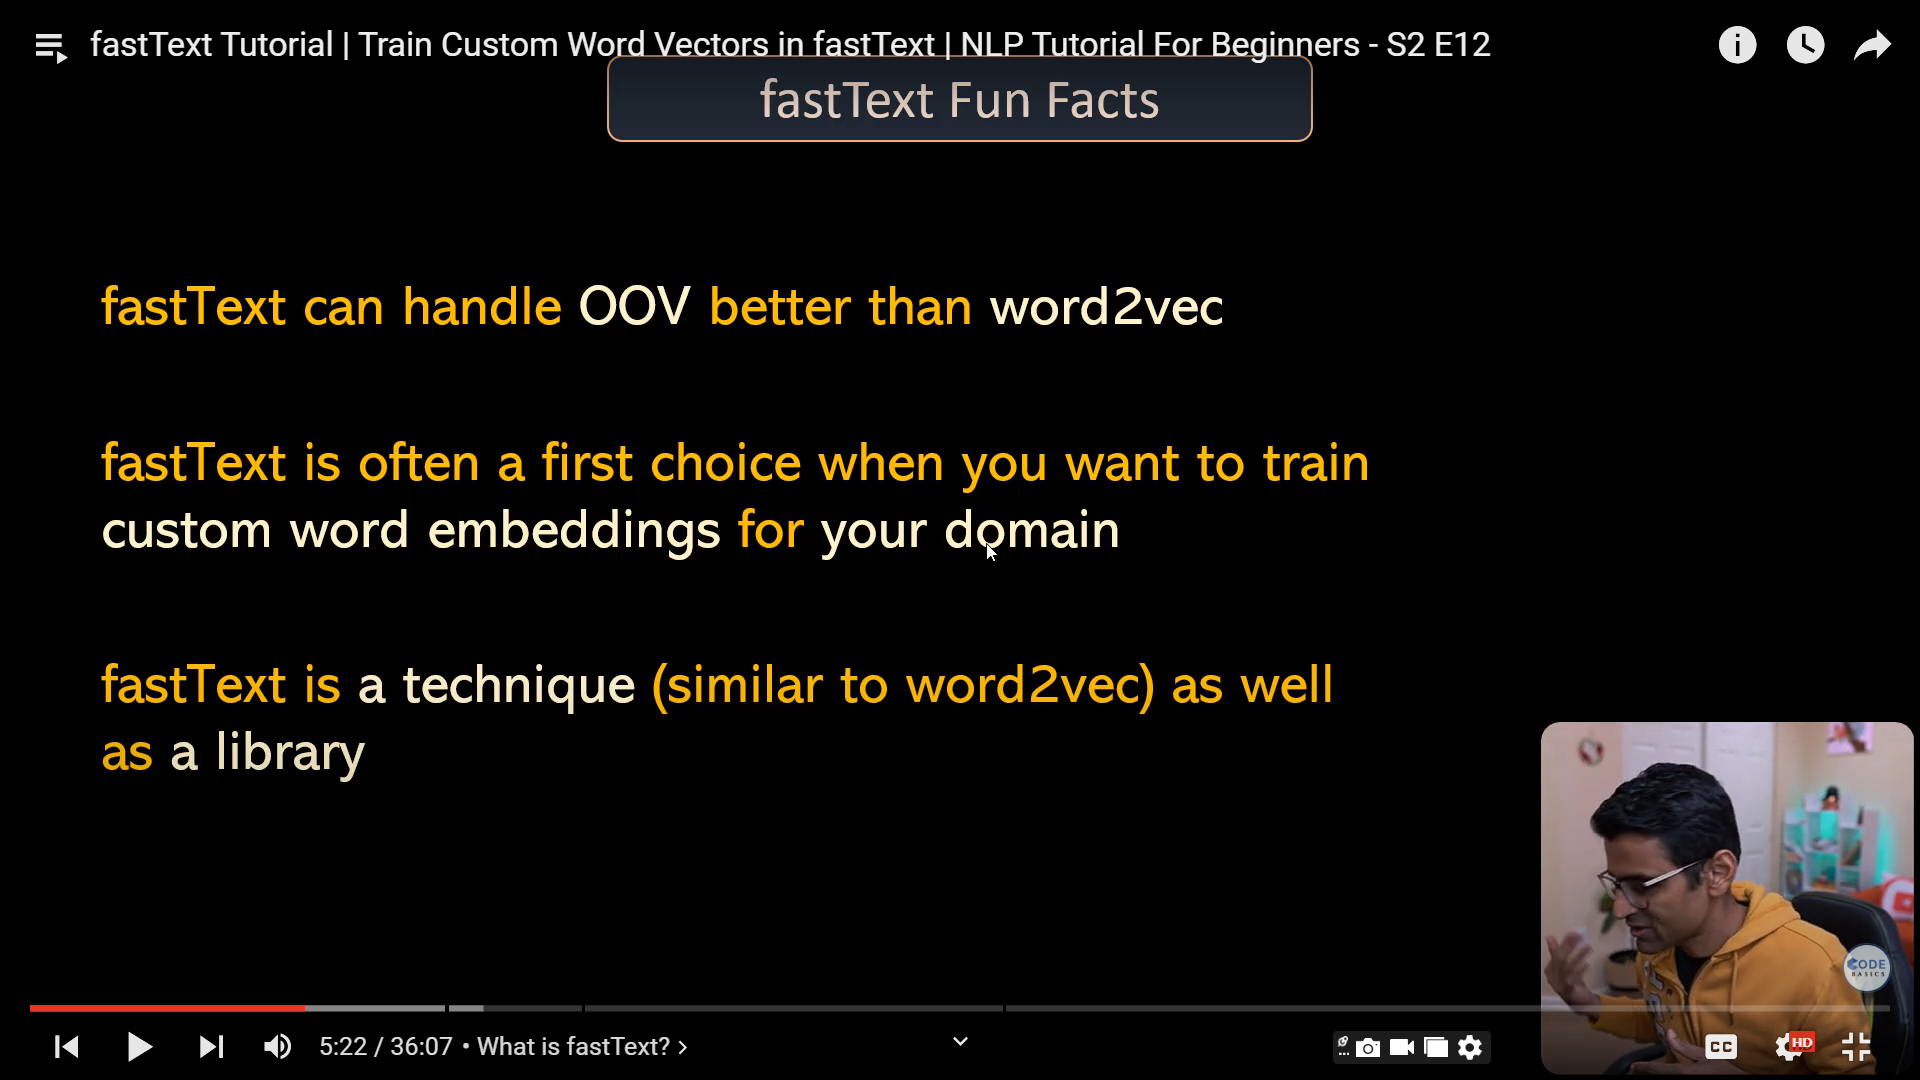 fastText Tutorial | Train Custom Word Vectors in fastText | NLP Tutorial For Beginners - S2 E12
fastText Fun Facts
fastText can handle OOV better than word2vec
fastText is often a first choice when you want to train
custom word embeddings for your domain
fastText is a technique (similar to word2vec) as well
as a library
CODE
BASICS
5:22 / 36:07 • What is fastText? >
CC
HD